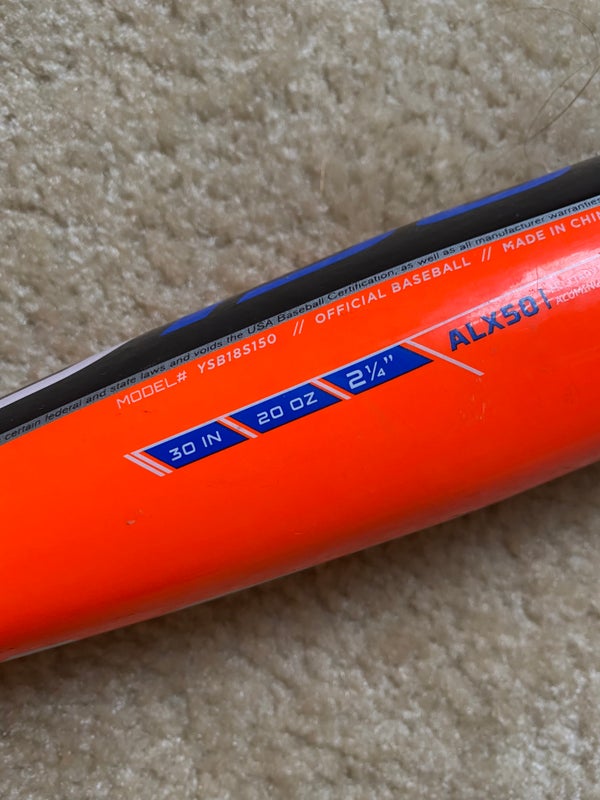 certain federal and state laws and voids the USA Baseball Certification, as well as all manufacturer warranties
MODEL# YSB18S150 // OFFICIAL BASEBALL // MADE IN CHIN
30 IN 20 OZ 2¼"
ALX50